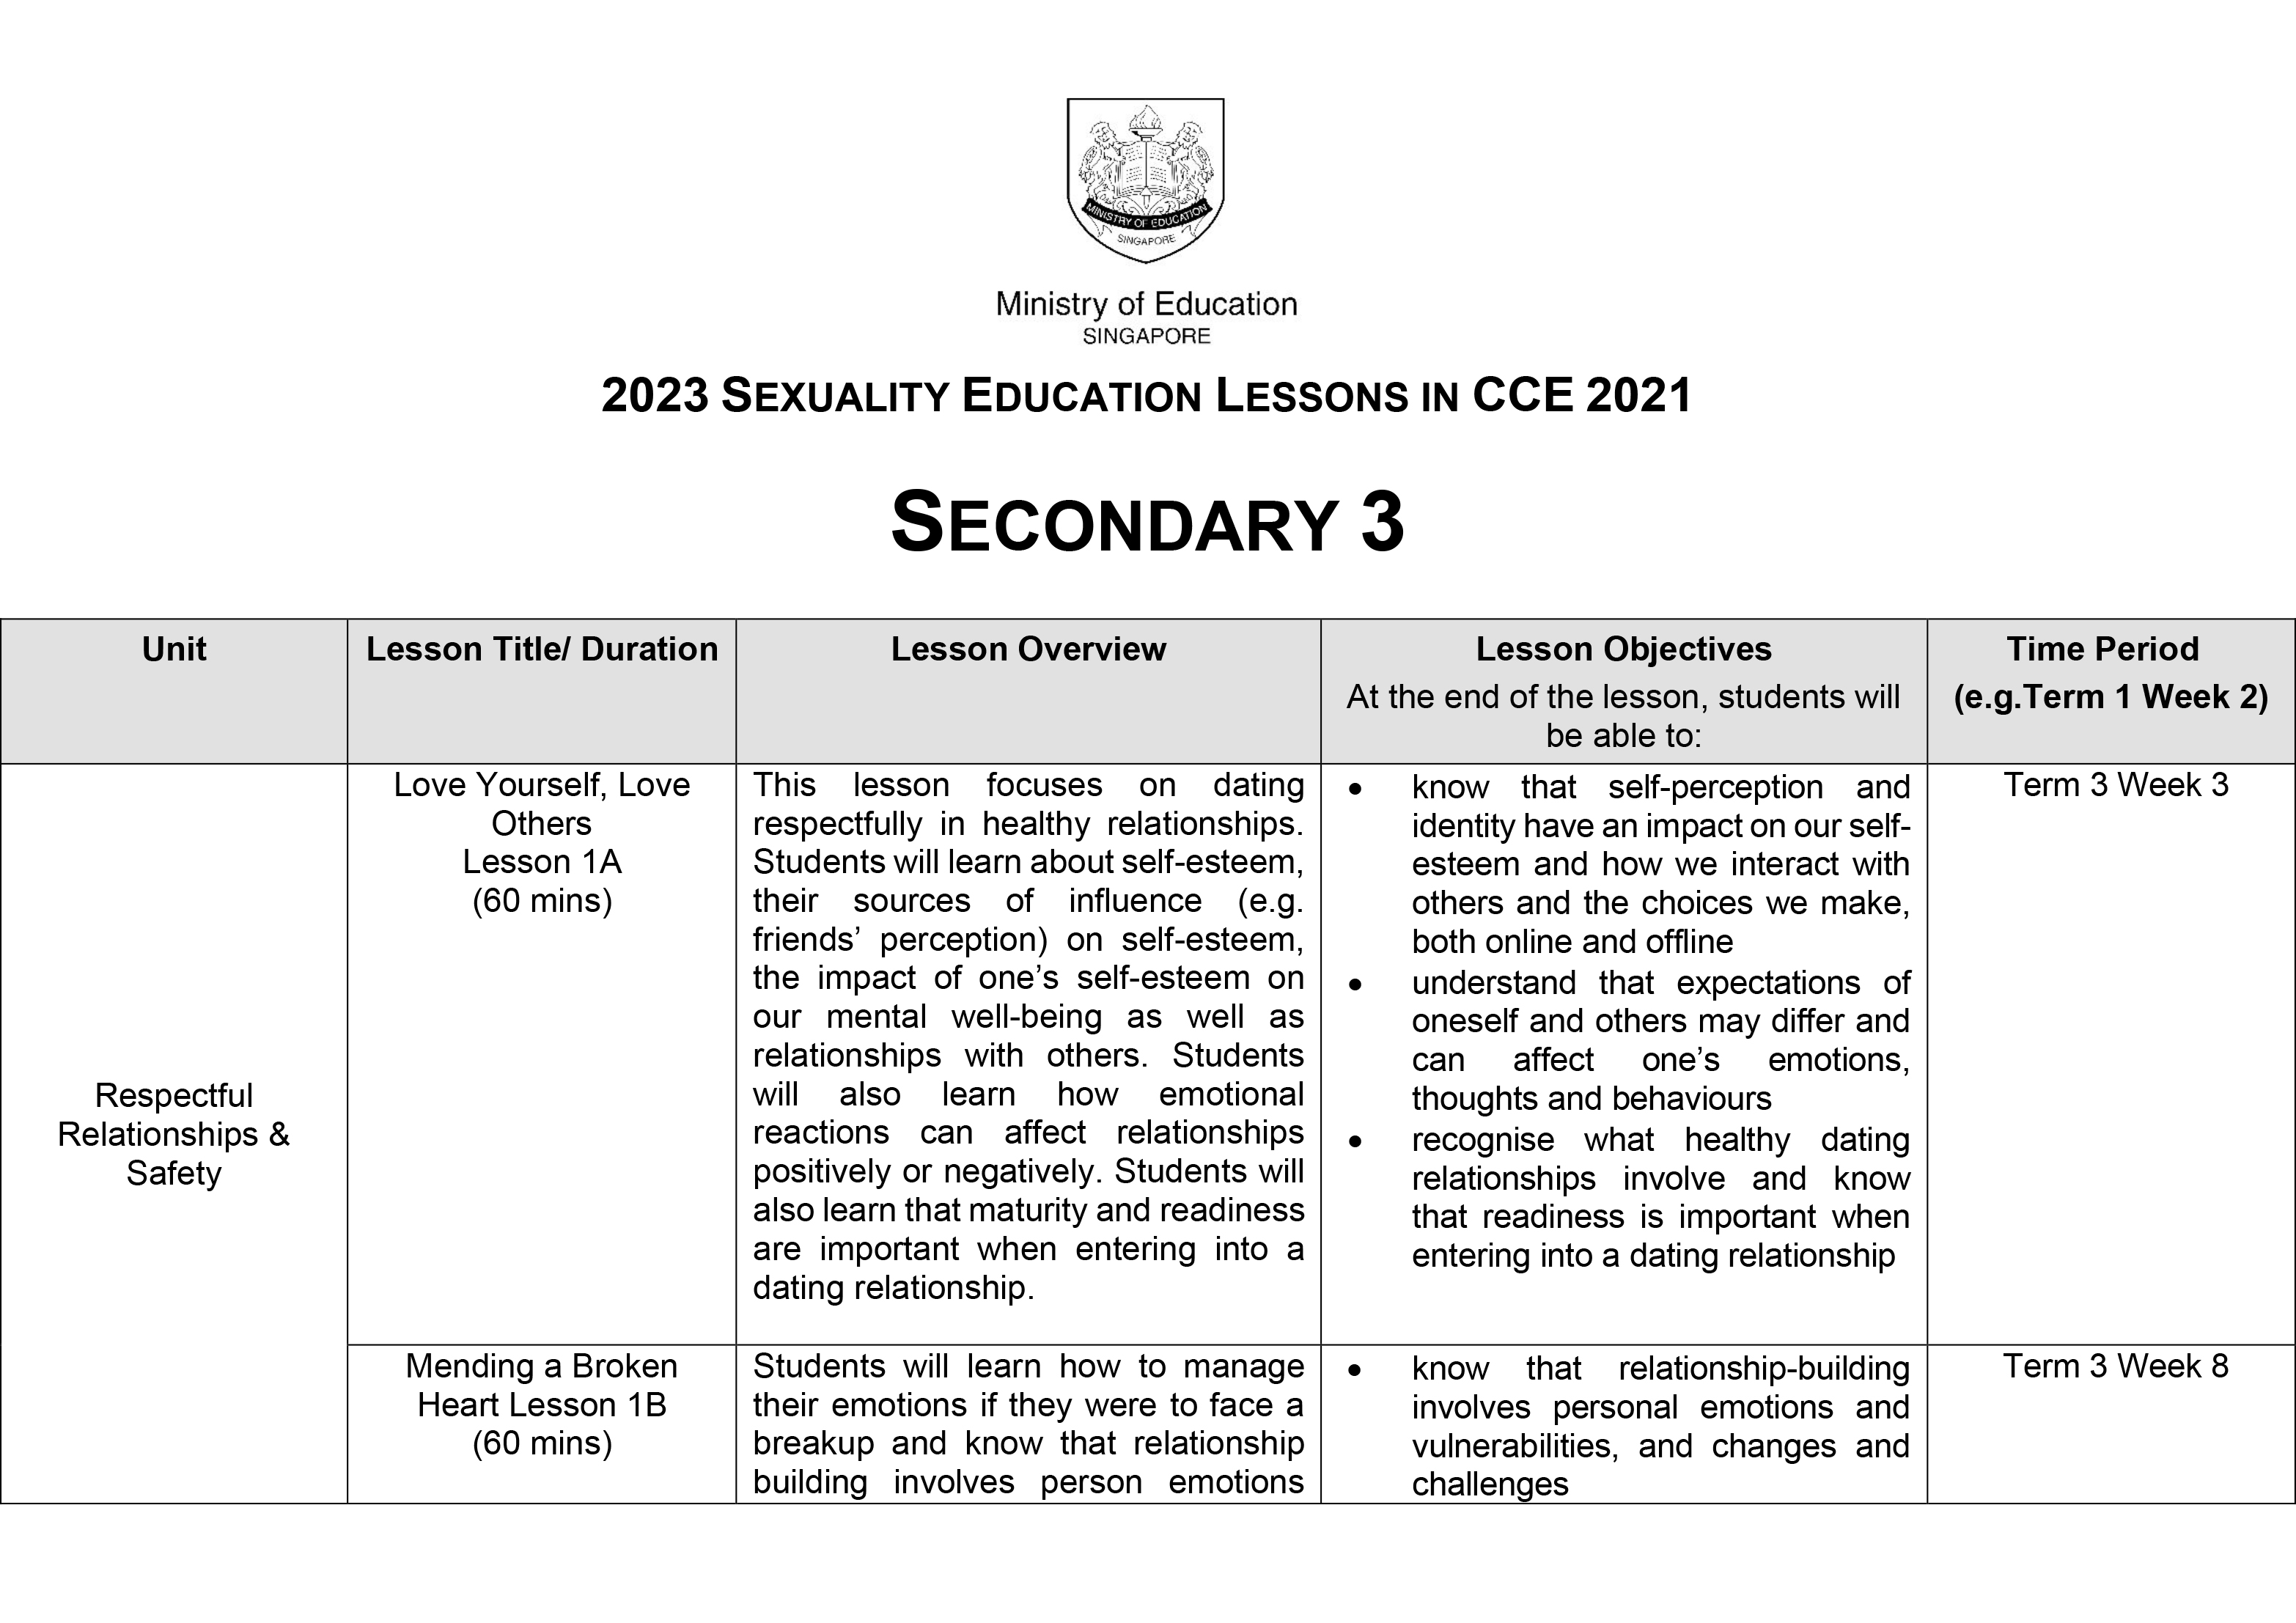 MINISTRY OF EDUCATION
SINGAPORE
Ministry of Education
SINGAPORE
2023 SEXUALITY EDUCATION LESSONS IN CCE 2021
SECONDARY 3
Unit
Lesson Title/ Duration
Lesson Overview
Lesson Objectives
At the end of the lesson, students will
be able to:
Time Period
(e.g.Term 1 Week 2)
Respectful
Relationships &
Safety
Love Yourself, Love
Others
Lesson 1A
(60 mins)
This lesson focuses on dating
respectfully in healthy relationships.
Students will learn about self-esteem,
their sources of influence (e.g.
friends’ perception) on self-esteem,
the impact of one’s self-esteem on
our mental well-being as well as
relationships with others. Students
will also learn how emotional
reactions can affect relationships
positively or negatively. Students will
also learn that maturity and readiness
are important when entering into a
dating relationship.
• know that self-perception and
identity have an impact on our self-
esteem and how we interact with
others and the choices we make,
both online and offline
• understand that expectations of
oneself and others may differ and
can affect one’s emotions,
thoughts and behaviours
• recognise what healthy dating
relationships involve and know
that readiness is important when
entering into a dating relationship
Term 3 Week 3
Mending a Broken
Heart Lesson 1B
(60 mins)
Students will learn how to manage
their emotions if they were to face a
breakup and know that relationship
building involves person emotions
• know that relationship-building
involves personal emotions and
vulnerabilities, and changes and
challenges
Term 3 Week 8